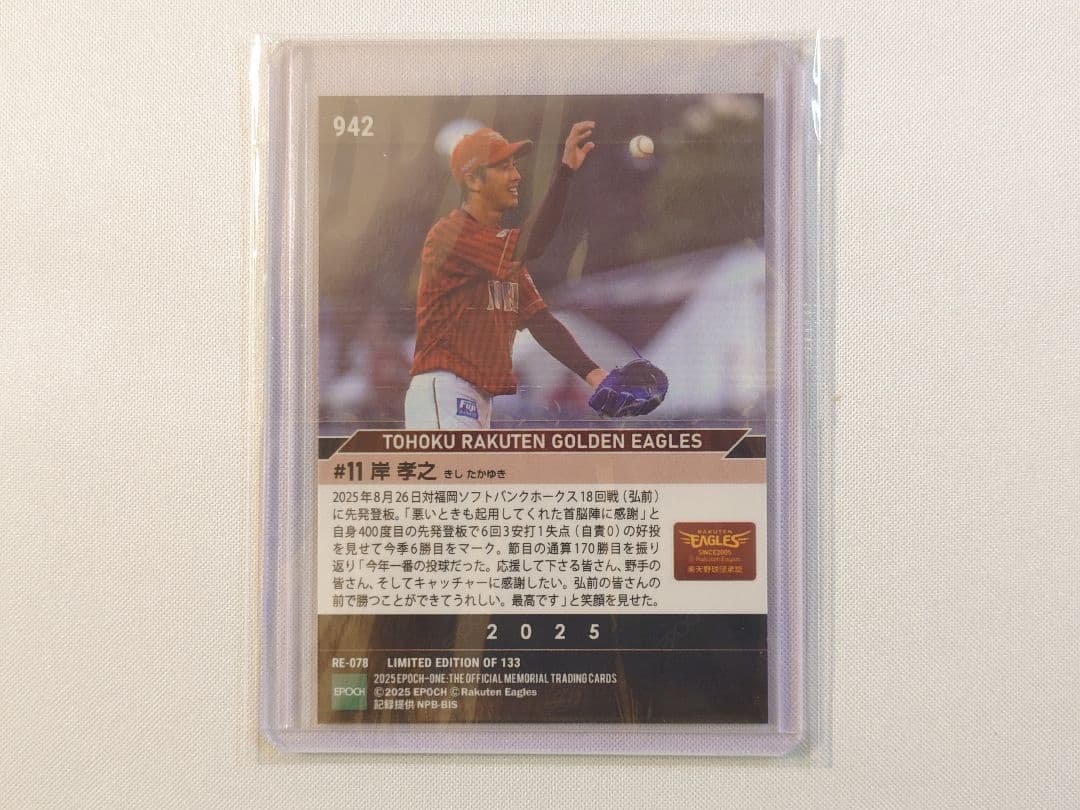 942
Fuji
TOHOKU RAKUTEN GOLDEN EAGLES
#11 岸 孝之 きし たかゆき
2025年8月26日対福岡ソフトバンクホークス18回戦(弘前)
に先発登板。「悪いときも起用してくれた首脳陣に感謝」と
自身400度目の先発登板で6回3安打1失点(自責0)の好投
を見せて今季6勝目をマーク。節目の通算170勝目を振り
返り「今年一番の投球だった。応援して下さる皆さん、野手の
皆さん、そしてキャッチャーに感謝したい。弘前の皆さんの
前で勝つことができてうれしい。最高です」と笑顔を見せた。
RAKUTEN
EAGLES
SINCE2005
© Rakuten Eagles
楽天野球団承認
2025
RE-078 LIMITED EDITION OF 133
EPOCH
2025 EPOCH-ONE:THE OFFICIAL MEMORIAL TRADING CARDS
©2025 EPOCH ©Rakuten Eagles
記録提供 NPB-BIS